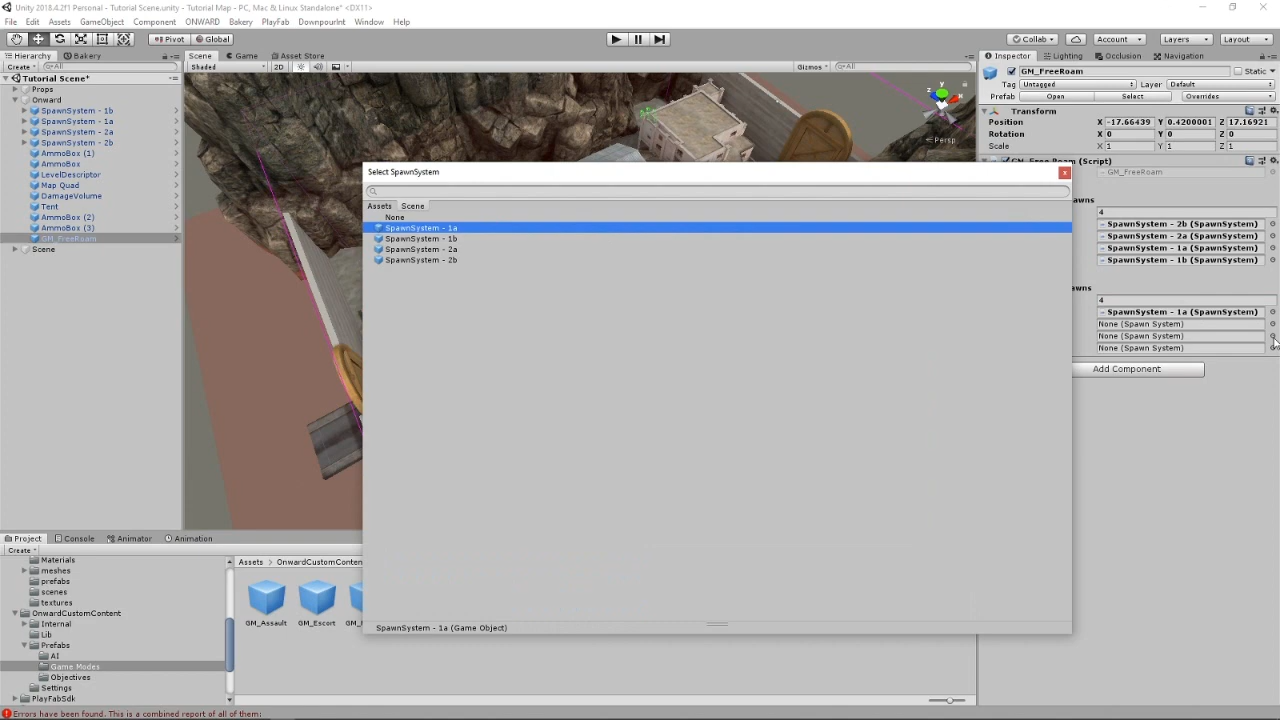 Unity 2018.4.2f1 Personal - Tutorial Scene.unity - Tutorial Map - PC, Mac & Linux Standalone* <DX11>
File Edit Assets GameObject Component ONWARD Bakery PlayFab DownpourInt Window Help
Pivot Global Collab Account Layers Layout
Hierarchy Bakery Scene Game Asset Store Inspector Lighting Occlusion Navigation
Create All Shaded 2D Gizmos All GM_FreeRoam Static
Tutorial Scene* Tag Untagged Layer Default
Props Prefab Open Select Overrides
Onward
SpawnSystem - 1b Transform
SpawnSystem - 1a Position X -17.66439 Y 0.4200001 Z 17.16921
SpawnSystem - 2a Rotation X 0 Y 0 Z 0
SpawnSystem - 2b Persp Scale X 1 Y 1 Z 1
AmmoBox (1)
AmmoBox GM_Free Roam (Script)
LevelDescriptor Select SpawnSystem x GM_FreeRoam
Map Quad
DamageVolume awns
Tent Assets Scene
AmmoBox (2) None 4
AmmoBox (3) SpawnSystem - 1a SpawnSystem - 2b (SpawnSystem)
GM_FreeRoam SpawnSystem - 1b SpawnSystem - 2a (SpawnSystem)
Scene SpawnSystem - 2a SpawnSystem - 1a (SpawnSystem)
SpawnSystem - 2b SpawnSystem - 1b (SpawnSystem)
awns
4
SpawnSystem - 1a (SpawnSystem)
None (Spawn System)
None (Spawn System)
None (Spawn System)
Add Component
Project Console Animator Animation
Create
Materials Assets > OnwardCustomConten
meshes
prefabs
scenes
textures
OnwardCustomContent
Internal GM_Assault GM_Escort GM_
Lib SpawnSystem - 1a (Game Object)
Prefabs
AI
Game Modes
Objectives
Settings
PlayFabSdk
Errors have been found. This is a combined report of all of them: